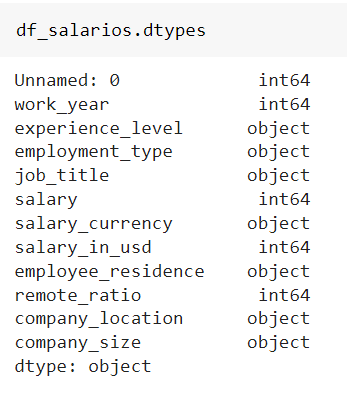 df_salarios.dtypes
Unnamed: 0 int64
work_year int64
experience_level object
employment_type object
job_title object
salary int64
salary_currency object
salary_in_usd int64
employee_residence object
remote_ratio int64
company_location object
company_size object
dtype: object